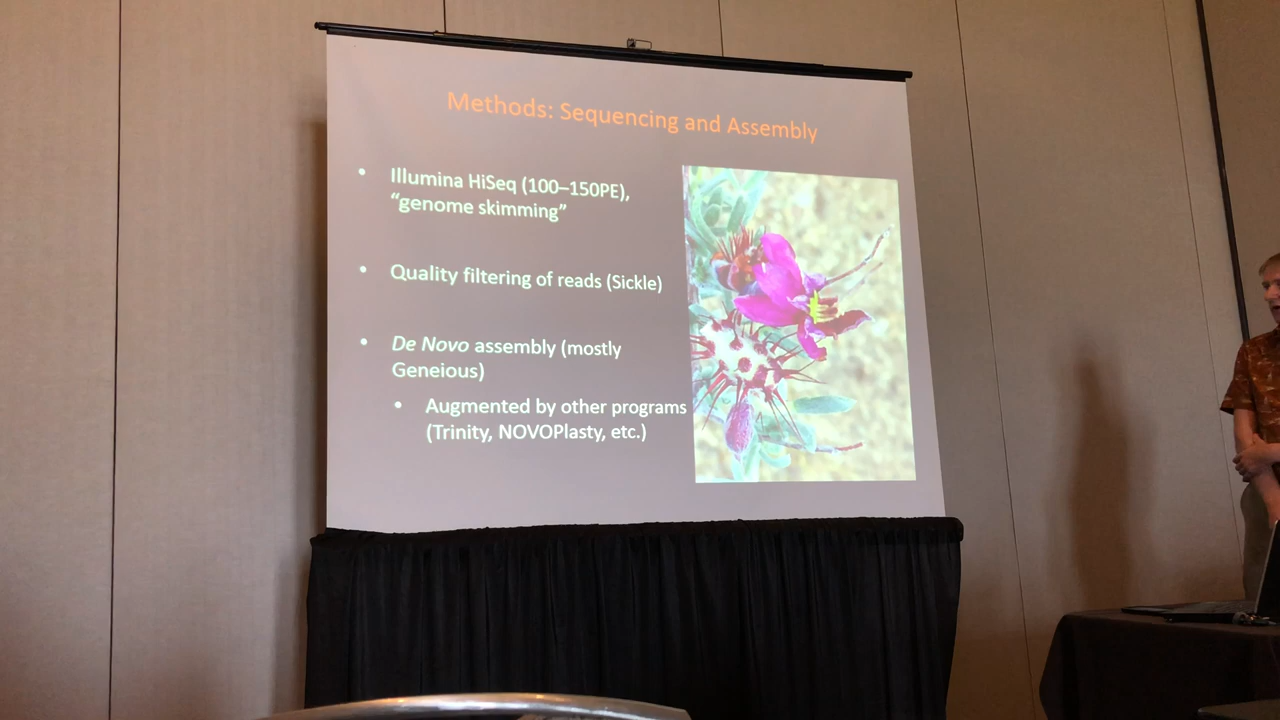 Methods: Sequencing and Assembly
• Illumina HiSeq (100–150PE),
“genome skimming”
• Quality filtering of reads (Sickle)
• De Novo assembly (mostly
Geneious)
• Augmented by other programs
(Trinity, NOVOPlasty, etc.)